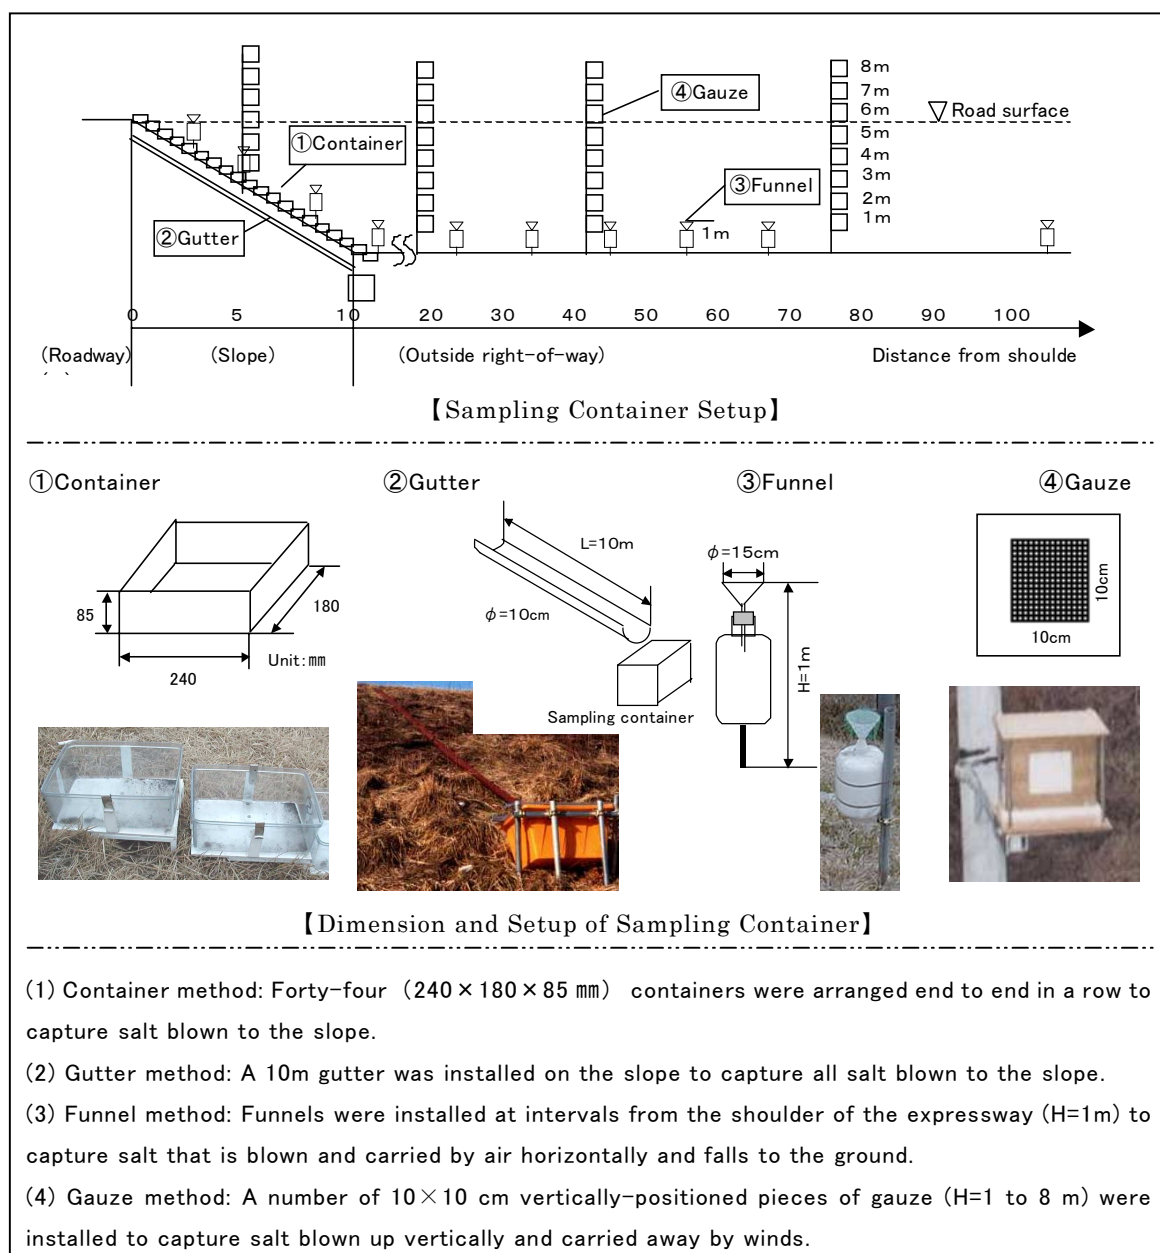 8m
7m
6m
▽ Road surface
5m
4m
3m
2m
1m
④Gauze
①Container
③Funnel
1m
②Gutter
0 5 10 20 30 40 50 60 70 80 90 100
(Roadway) (Slope) (Outside right-of-way) Distance from shoulde
【Sampling Container Setup】
①Container ②Gutter ③Funnel ④Gauze
85
180
240
Unit:㎜
L=10m
φ=10cm
Sampling container
φ=15cm
H=1m
10cm
10cm
【Dimension and Setup of Sampling Container】
(1) Container method: Forty-four (240×180×85 ㎜) containers were arranged end to end in a row to
capture salt blown to the slope.
(2) Gutter method: A 10m gutter was installed on the slope to capture all salt blown to the slope.
(3) Funnel method: Funnels were installed at intervals from the shoulder of the expressway (H=1m) to
capture salt that is blown and carried by air horizontally and falls to the ground.
(4) Gauze method: A number of 10×10 cm vertically-positioned pieces of gauze (H=1 to 8 m) were
installed to capture salt blown up vertically and carried away by winds.